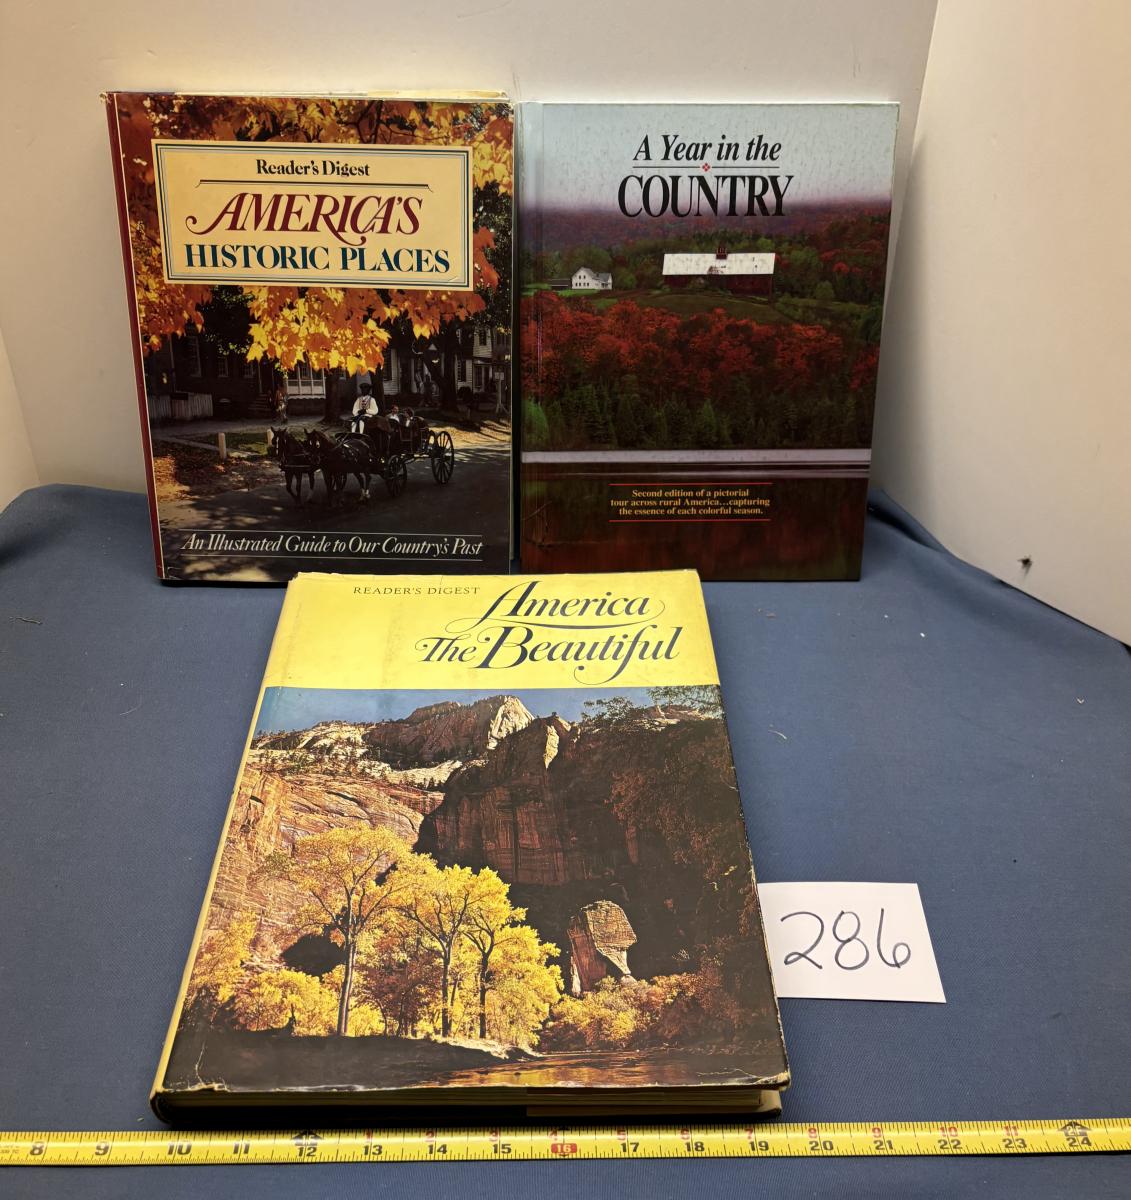 Reader's Digest
AMERICA'S
HISTORIC PLACES
An Illustrated Guide to Our Country's Past
A Year in the
COUNTRY
Second edition of a pictorial
tour across rural America...capturing
the essence of each colorful season.
READER'S DIGEST
America
The Beautiful
286
8 9 10 11 12 13 14 15 16 17 18 19 20 21 22 23 24